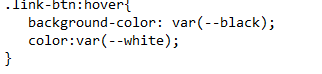 .link-btn:hover{
    background-color: var(--black);
    color:var(--white);
}